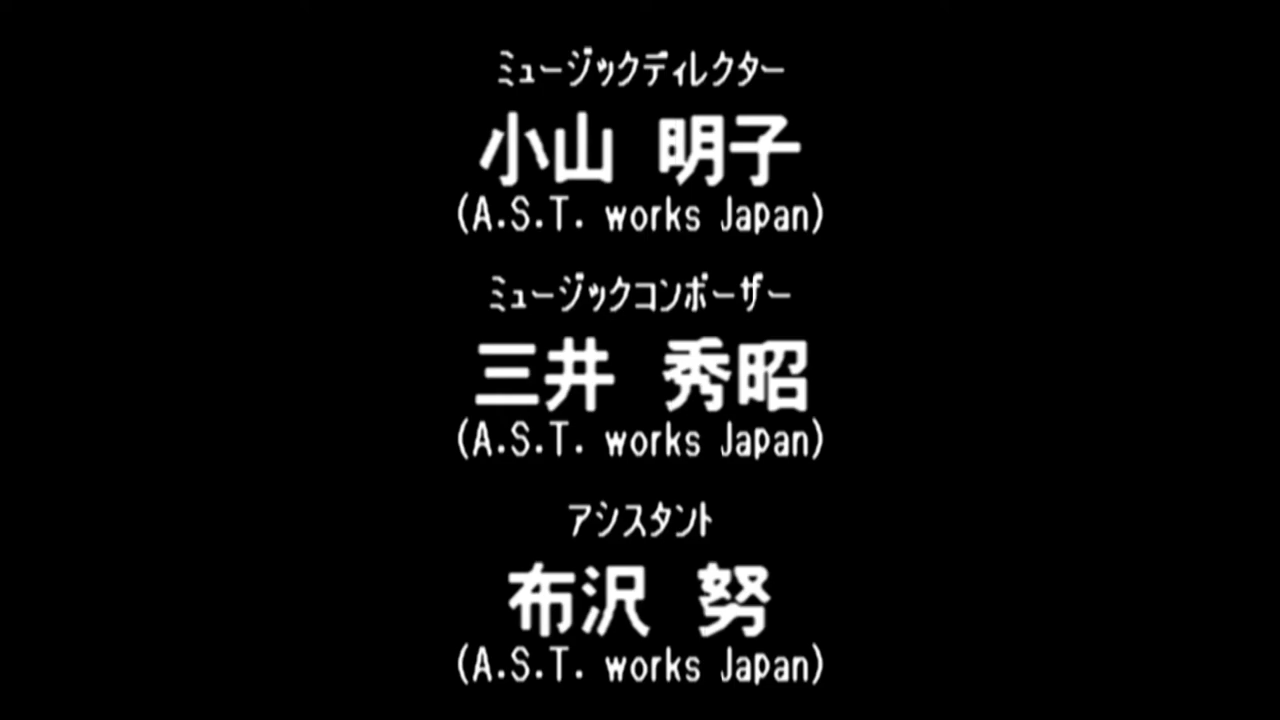 ミュージックディレクター
小山 明子
(A.S.T. works Japan)
ミュージックコンポーザー
三井 秀昭
(A.S.T. works Japan)
アシスタント
布沢 努
(A.S.T. works Japan)